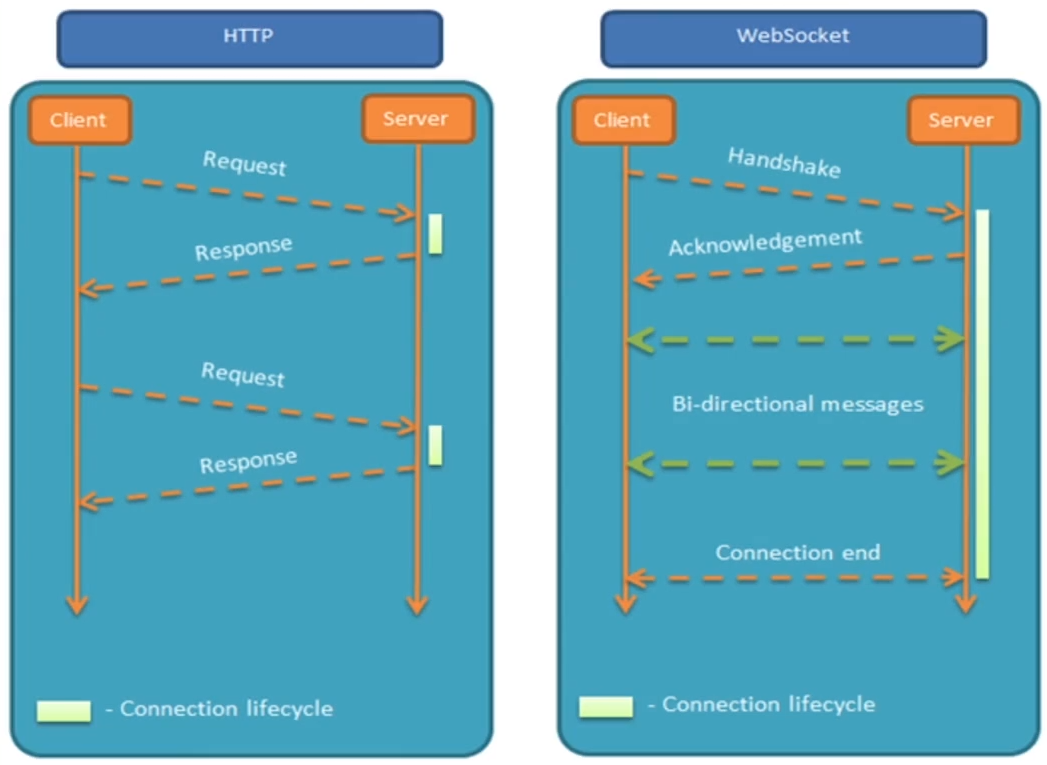 HTTP
Client
Server
Request
Response
Request
Response
- Connection lifecycle
WebSocket
Client
Server
Handshake
Acknowledgement
Bi-directional messages
Connection end
- Connection lifecycle